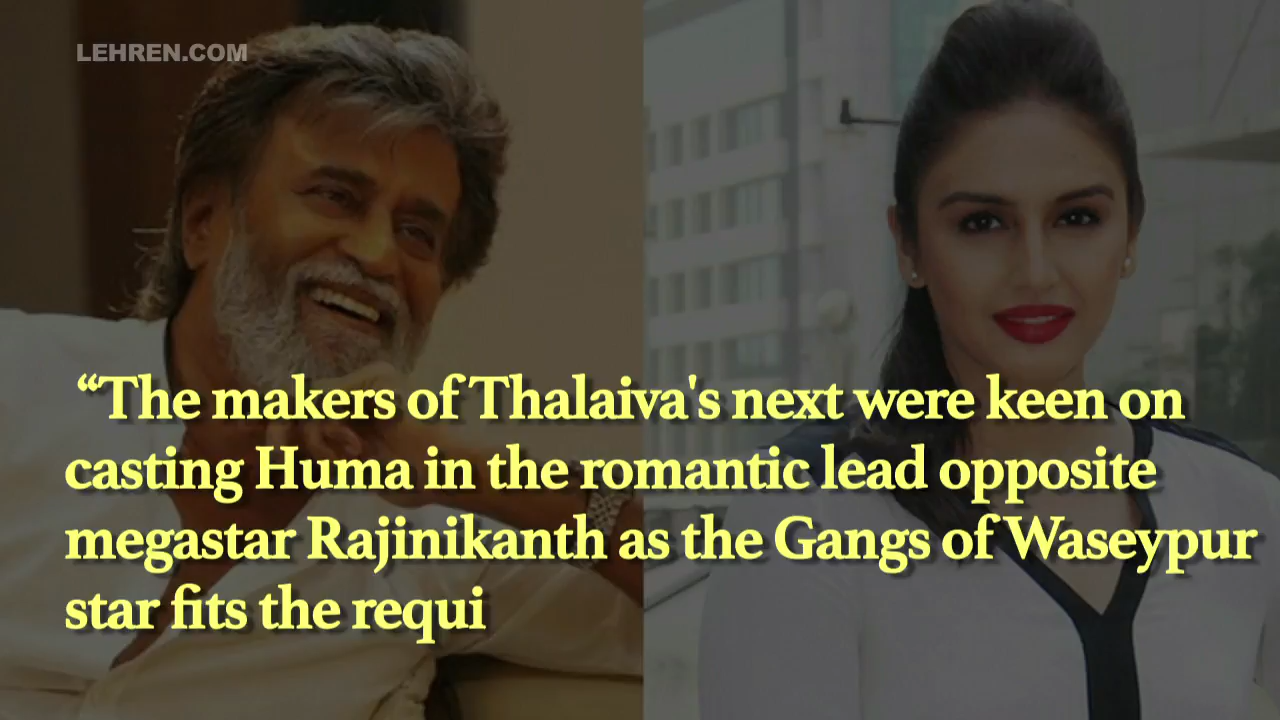 LEHREN.COM
“The makers of Thalaiva's next were keen on
casting Huma in the romantic lead opposite
megastar Rajinikanth as the Gangs of Waseypur
star fits the requi